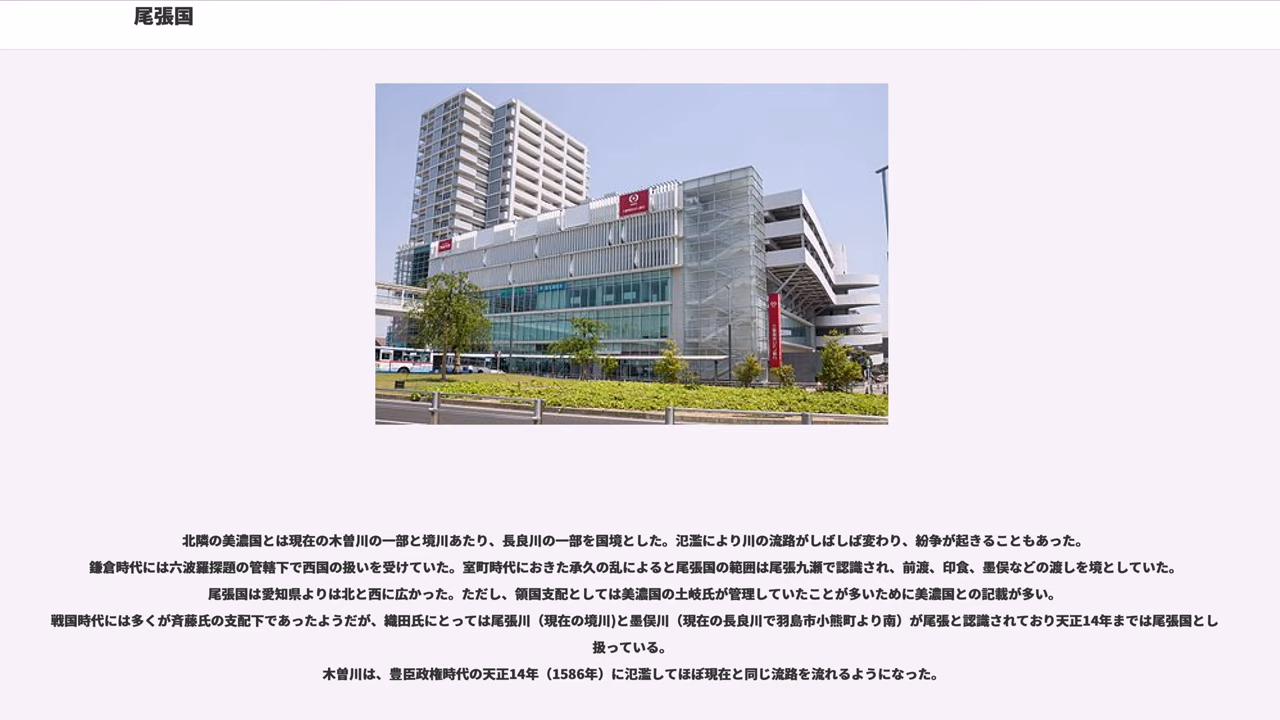 尾張国
北隣の美濃国とは現在の木曽川の一部と境川あたり、長良川の一部を国境とした。氾濫により川の流路がしばしば変わり、紛争が起きることもあった。
鎌倉時代には六波羅探題の管轄下で西国の扱いを受けていた。室町時代におきた承久の乱によると尾張国の範囲は尾張九瀬で認識され、前渡、印食、墨俣などの渡しを境としていた。
尾張国は愛知県よりは北と西に広かった。ただし、領国支配としては美濃国の土岐氏が管理していたことが多いために美濃国との記載が多い。
戦国時代には多くが斉藤氏の支配下であったようだが、織田氏にとっては尾張川（現在の境川)と墨俣川（現在の長良川で羽島市小熊町より南）が尾張と認識されており天正14年までは尾張国とし
扱っている。
木曽川は、豊臣政権時代の天正14年（1586年）に氾濫してほぼ現在と同じ流路を流れるようになった。